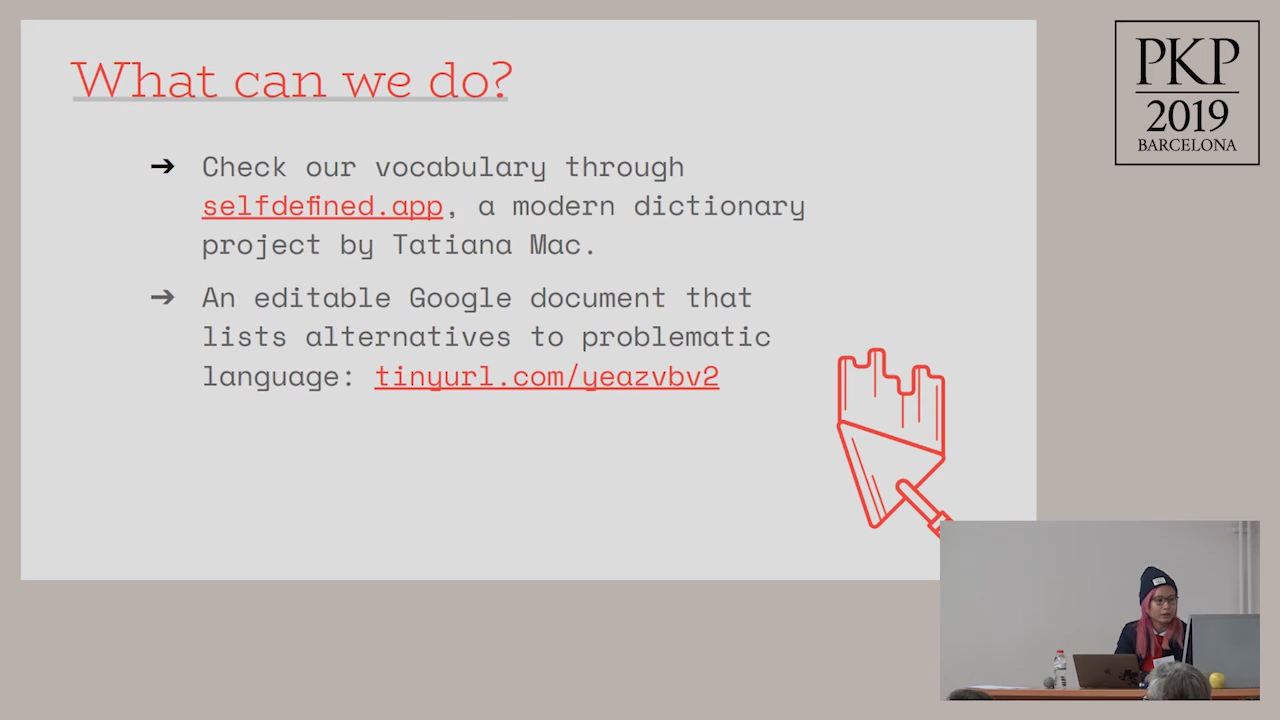 What can we do?
➔ Check our vocabulary through
selfdefined.app, a modern dictionary
project by Tatiana Mac.
➔ An editable Google document that
lists alternatives to problematic
language: tinyurl.com/yeazvbv2
PKP
2019
BARCELONA